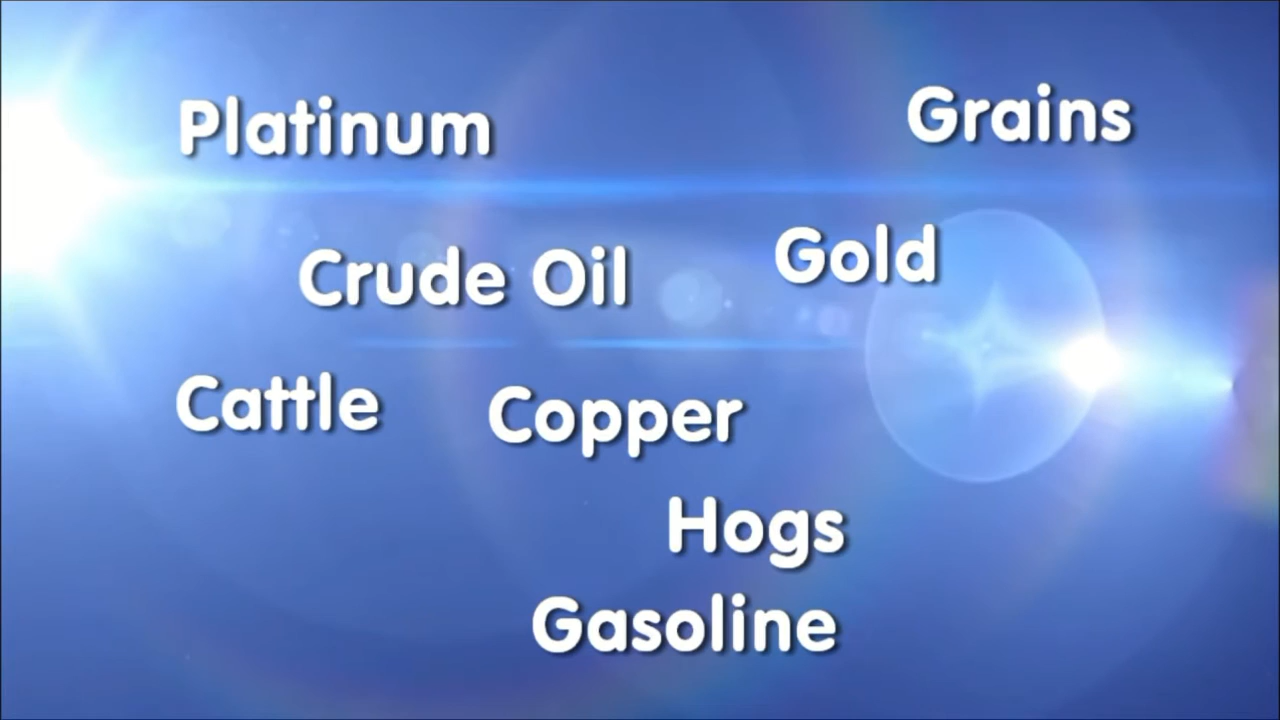 Platinum
Grains
Crude Oil
Gold
Cattle
Copper
Hogs
Gasoline